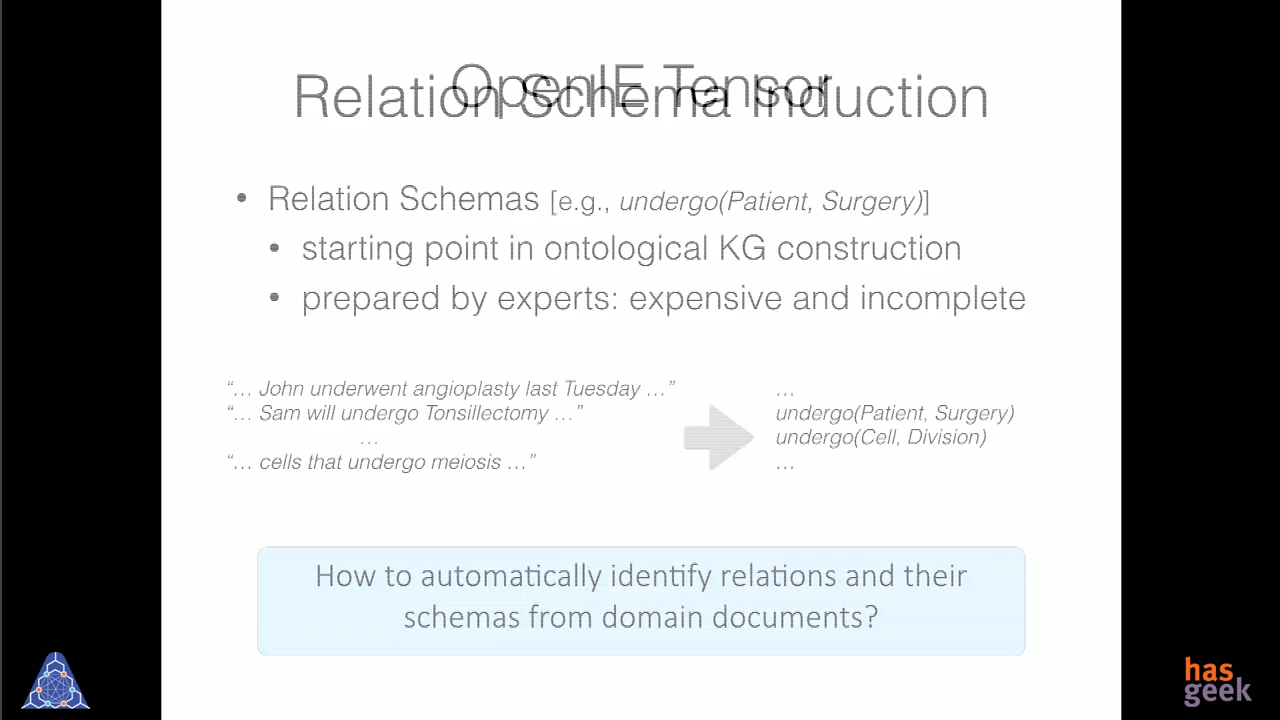 OpenIE Tensor
Relation Schema Induction
• Relation Schemas [e.g., undergo(Patient, Surgery)]
• starting point in ontological KG construction
• prepared by experts: expensive and incomplete
“… John underwent angioplasty last Tuesday …”
“… Sam will undergo Tonsillectomy …”
…
“… cells that undergo meiosis …”
…
undergo(Patient, Surgery)
undergo(Cell, Division)
…
How to automatically identify relations and their
schemas from domain documents?
has
geek